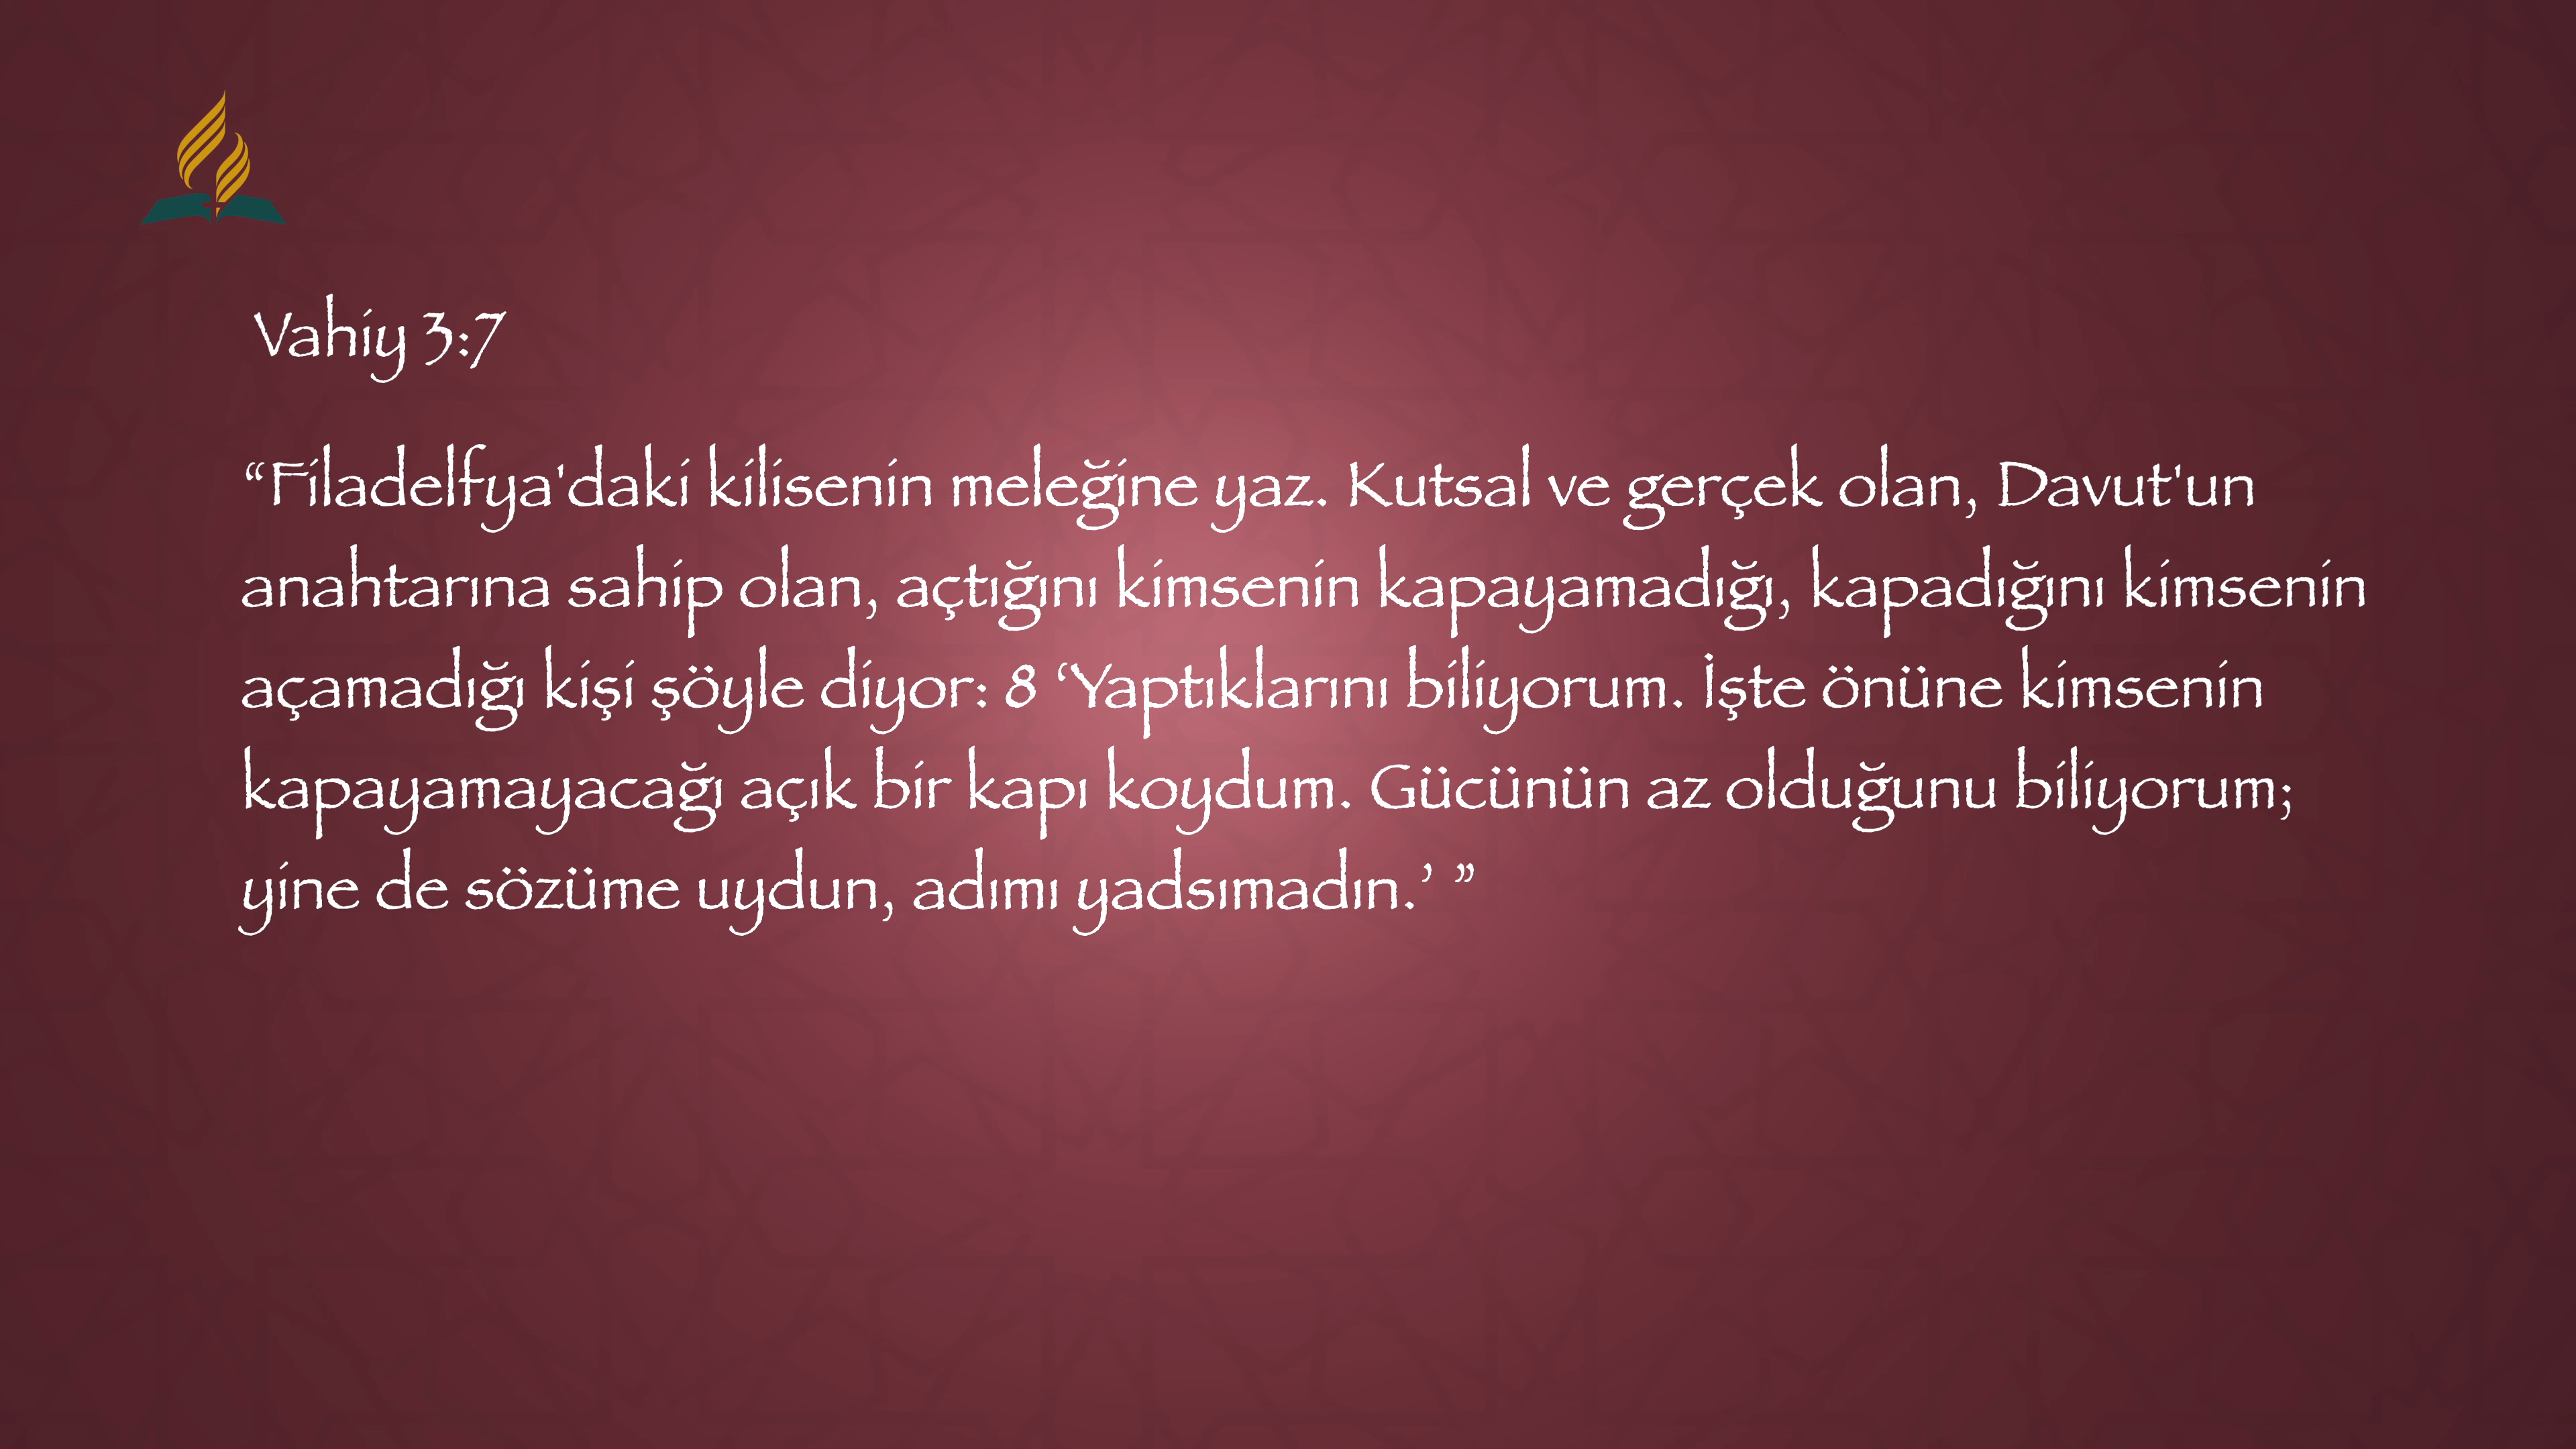 Vahiy 3:7
“Filadelfya'daki kilisenin meleğine yaz. Kutsal ve gerçek olan, Davut'un
anahtarına sahip olan, açtığını kimsenin kapayamadığı, kapadığını kimsenin
açamadığı kişi şöyle diyor: 8 ‘Yaptıklarını biliyorum. İşte önüne kimsenin
kapayamayacağı açık bir kapı koydum. Gücünün az olduğunu biliyorum;
yine de sözüme uydun, adımı yadsımadın.’ ”